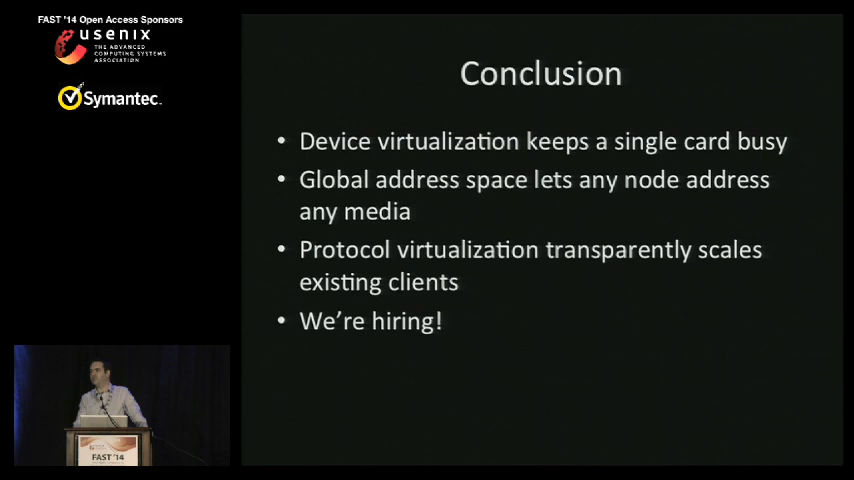 FAST '14 Open Access Sponsors
usenix
THE ADVANCED
COMPUTING SYSTEMS
ASSOCIATION
Symantec.
Conclusion
• Device virtualization keeps a single card busy
• Global address space lets any node address
any media
• Protocol virtualization transparently scales
existing clients
• We're hiring!
FAST '14